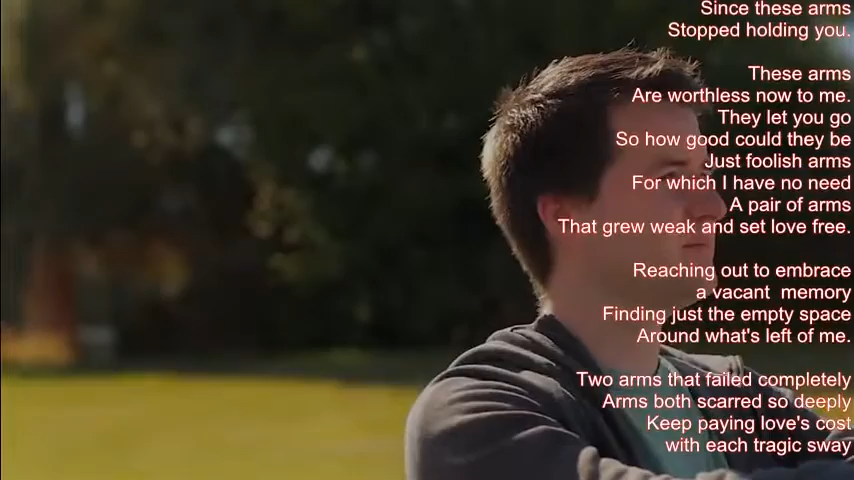 Since these arms
Stopped holding you.
These arms
Are worthless now to me.
They let you go
So how good could they be
Just foolish arms
For which I have no need
A pair of arms
That grew weak and set love free.
Reaching out to embrace
a vacant memory
Finding just the empty space
Around what's left of me.
Two arms that failed completely
Arms both scarred so deeply
Keep paying love's cost
with each tragic sway